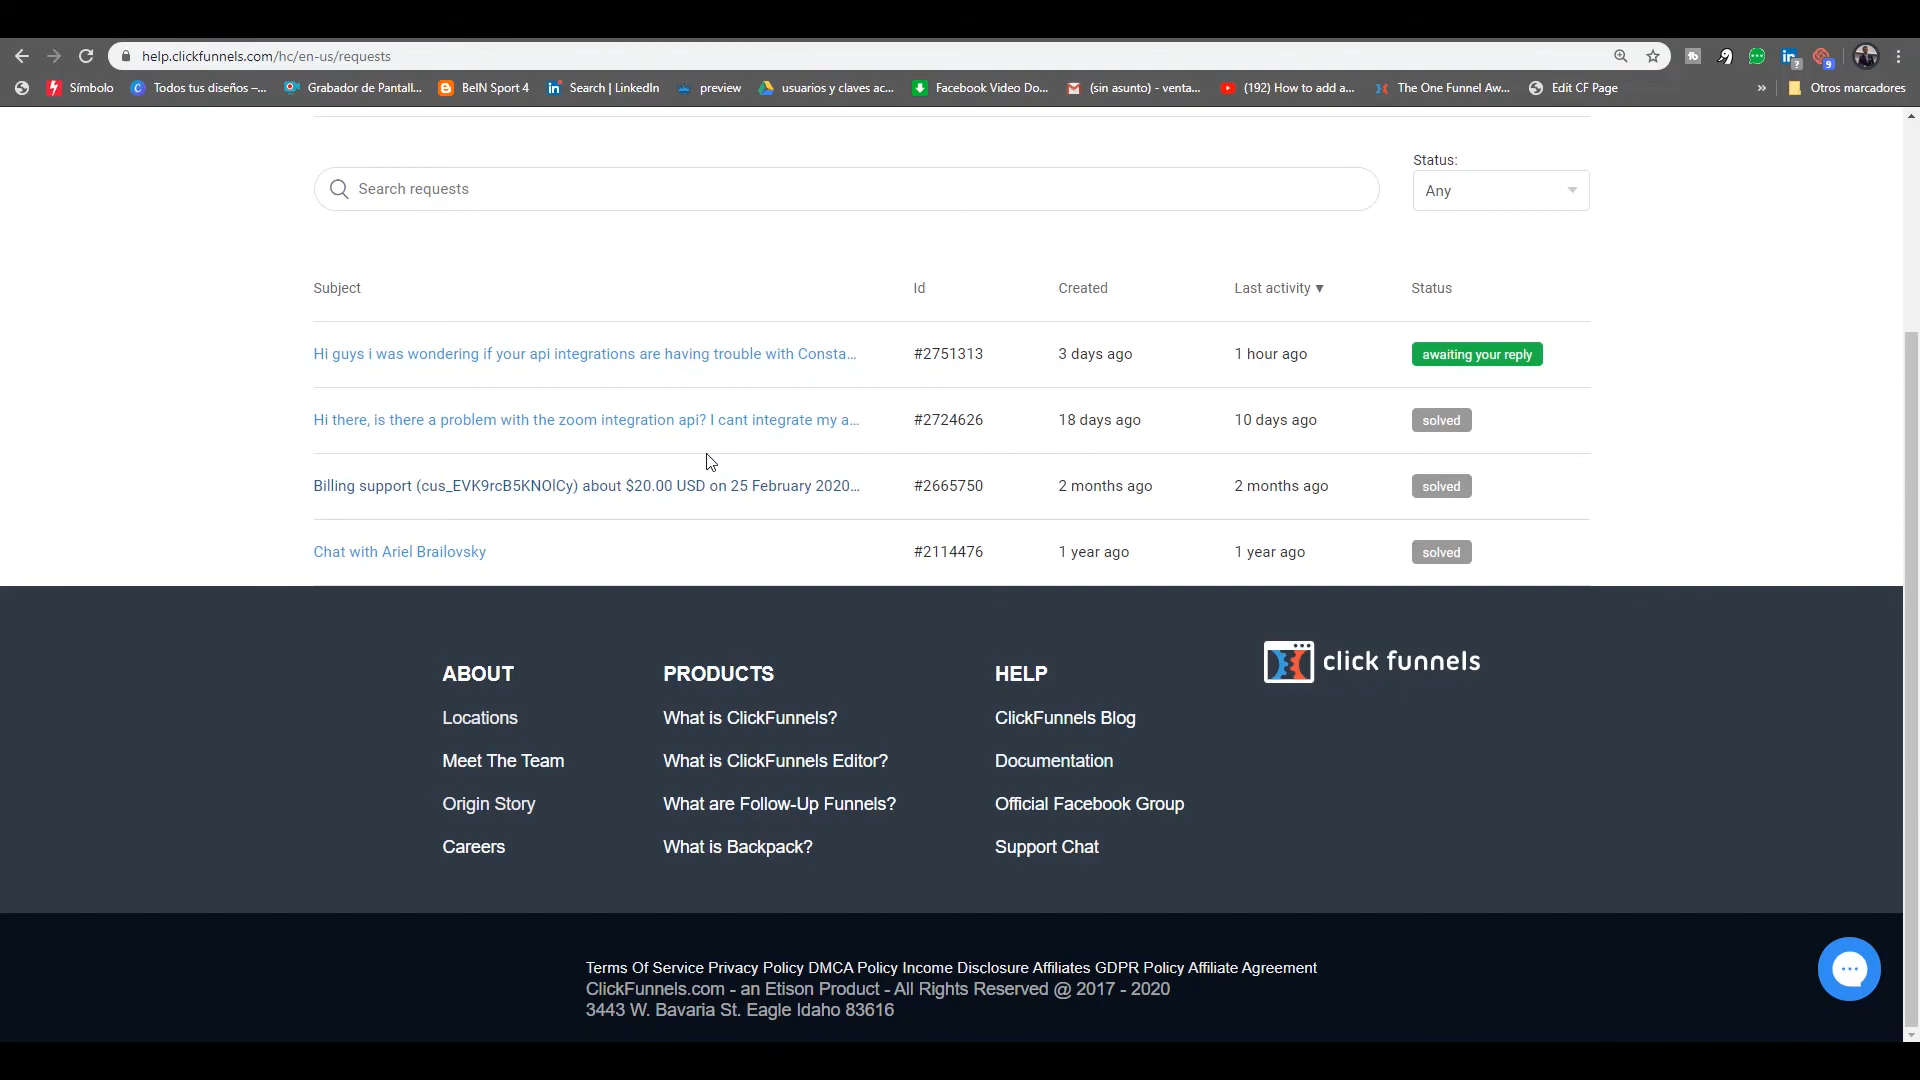 help.clickfunnels.com/hc/en-us/requests
Símbolo Todos tus diseños –... Grabador de Pantall... BeIN Sport 4 Search | LinkedIn preview usuarios y claves ac... Facebook Video Do... (sin asunto) - venta... (192) How to add a... The One Funnel Aw... Edit CF Page » Otros marcadores
Status:
Search requests Any
Subject Id Created Last activity ▼ Status
Hi guys i was wondering if your api integrations are having trouble with Consta... #2751313 3 days ago 1 hour ago awaiting your reply
Hi there, is there a problem with the zoom integration api? I cant integrate my a... #2724626 18 days ago 10 days ago solved
Billing support (cus_EVK9rcB5KNOlCy) about $20.00 USD on 25 February 2020... #2665750 2 months ago 2 months ago solved
Chat with Ariel Brailovsky #2114476 1 year ago 1 year ago solved
click funnels
ABOUT PRODUCTS HELP
Locations What is ClickFunnels? ClickFunnels Blog
Meet The Team What is ClickFunnels Editor? Documentation
Origin Story What are Follow-Up Funnels? Official Facebook Group
Careers What is Backpack? Support Chat
Terms Of Service Privacy Policy DMCA Policy Income Disclosure Affiliates GDPR Policy Affiliate Agreement
ClickFunnels.com - an Etison Product - All Rights Reserved @ 2017 - 2020
3443 W. Bavaria St. Eagle Idaho 83616